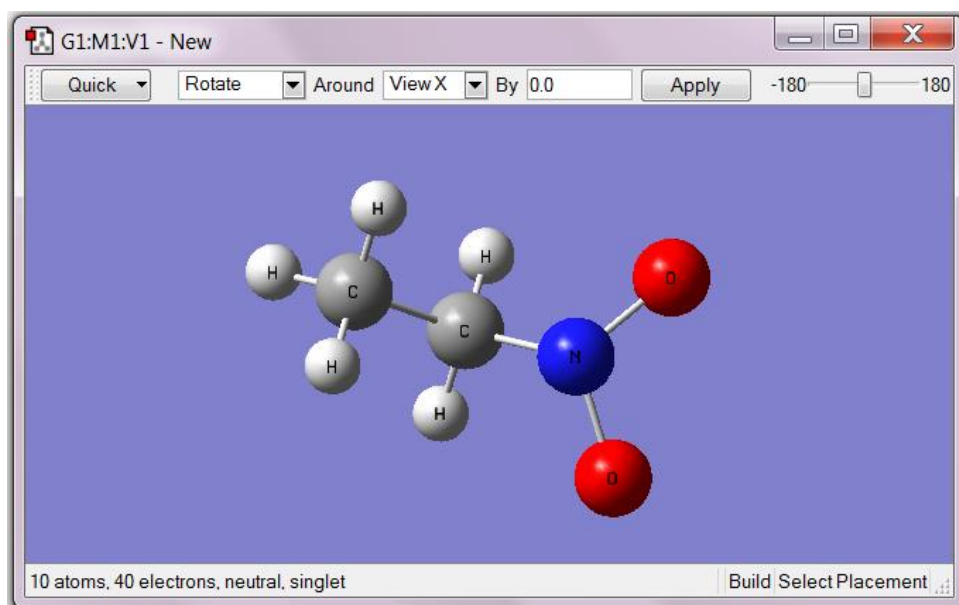 G1:M1:V1 - New
Quick Rotate Around View X By 0.0 Apply -180 180
H
H
H
C
O
C
N
H
H
O
10 atoms, 40 electrons, neutral, singlet Build Select Placement